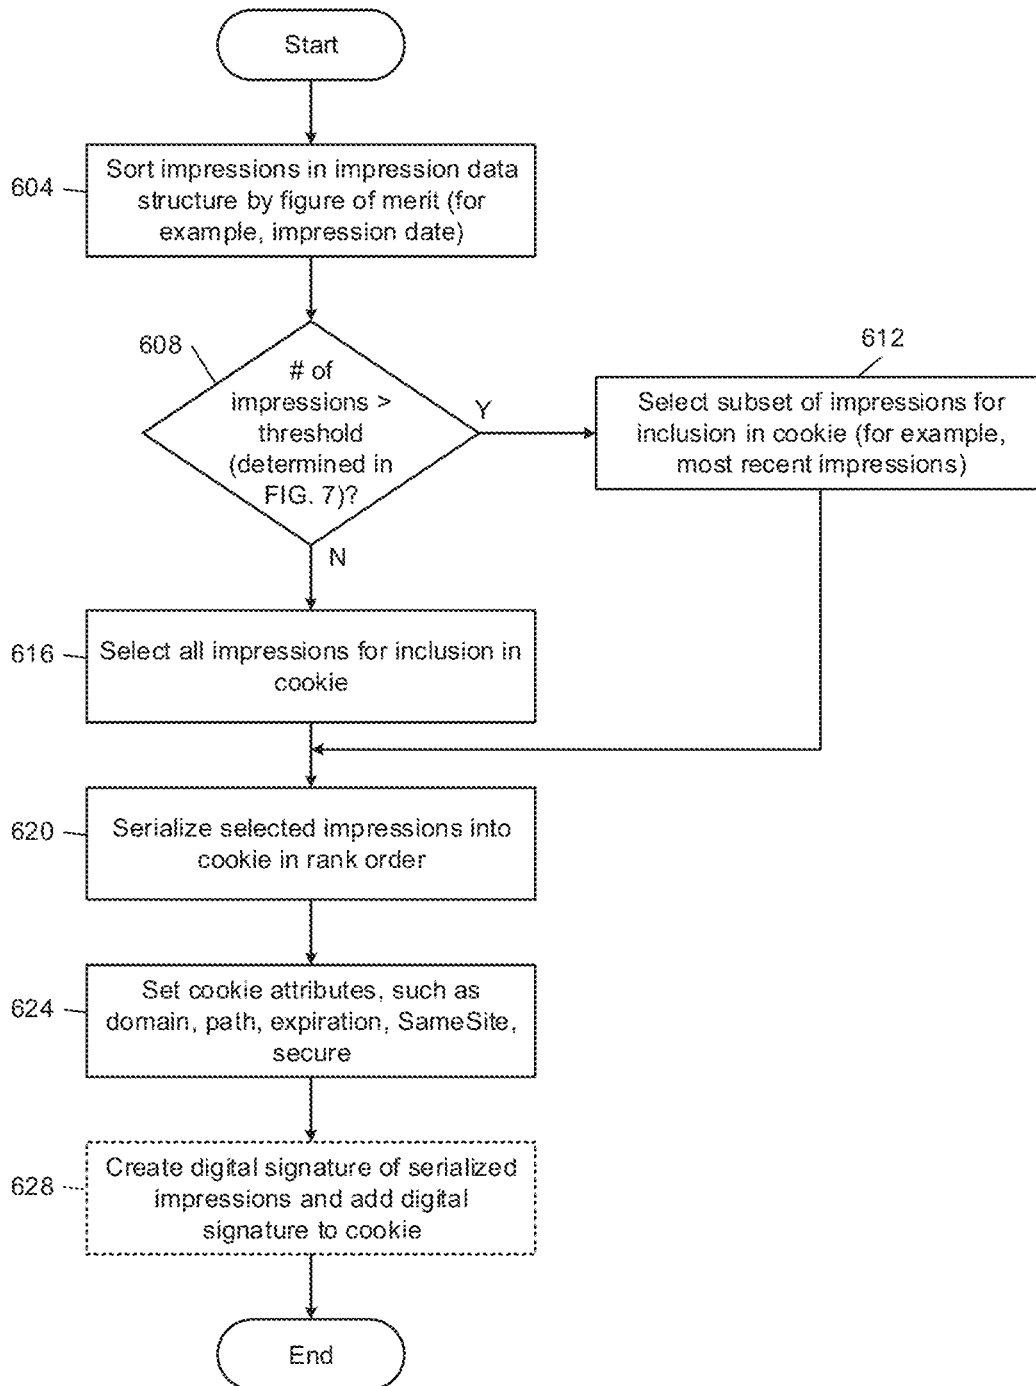 Start
604
Sort impressions in impression data
structure by figure of merit (for
example, impression date)
608
# of
impressions >
threshold
(determined in
FIG. 7)?
Y
N
612
Select subset of impressions for
inclusion in cookie (for example,
most recent impressions)
616
Select all impressions for inclusion in
cookie
620
Serialize selected impressions into
cookie in rank order
624
Set cookie attributes, such as
domain, path, expiration, SameSite,
secure
628
Create digital signature of serialized
impressions and add digital
signature to cookie
End